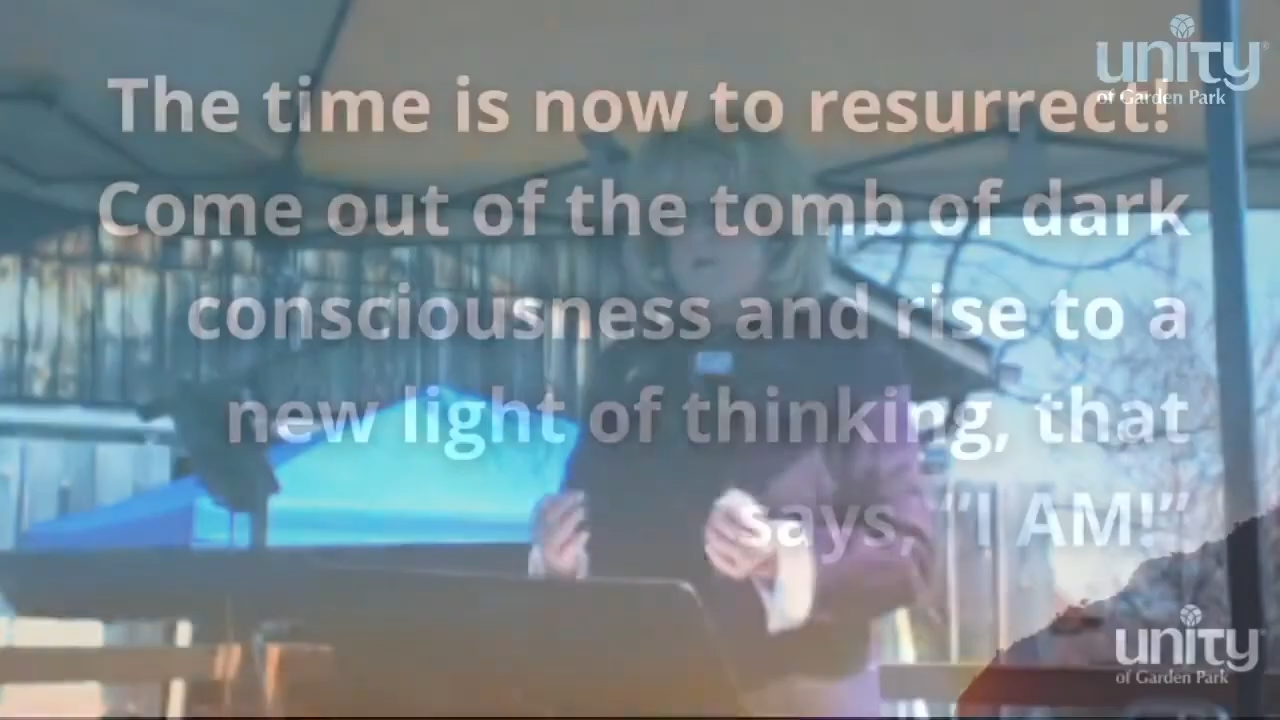 unity
of Garden Park
The time is now to resurrect!
Come out of the tomb of dark
consciousness and rise to a
new light of thinking, that
says, “I AM!”
unity
of Garden Park